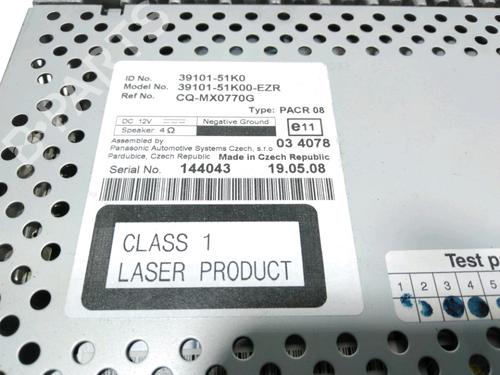 ID No. 39101-51K0
Model No. 39101-51K00-EZR
Ref No. CQ-MX0770G
Type: PACR 08
DC 12V Negative Ground
Speaker: 4 Ω
e11
03 4078
Assembled by
Panasonic Automotive Systems Czech, s.r.o
Pardubice, Czech Republic Made in Czech Republic
Serial No. 144043 19.05.08
CLASS 1
LASER PRODUCT
Test p
1 2 3 4 5
PARTS